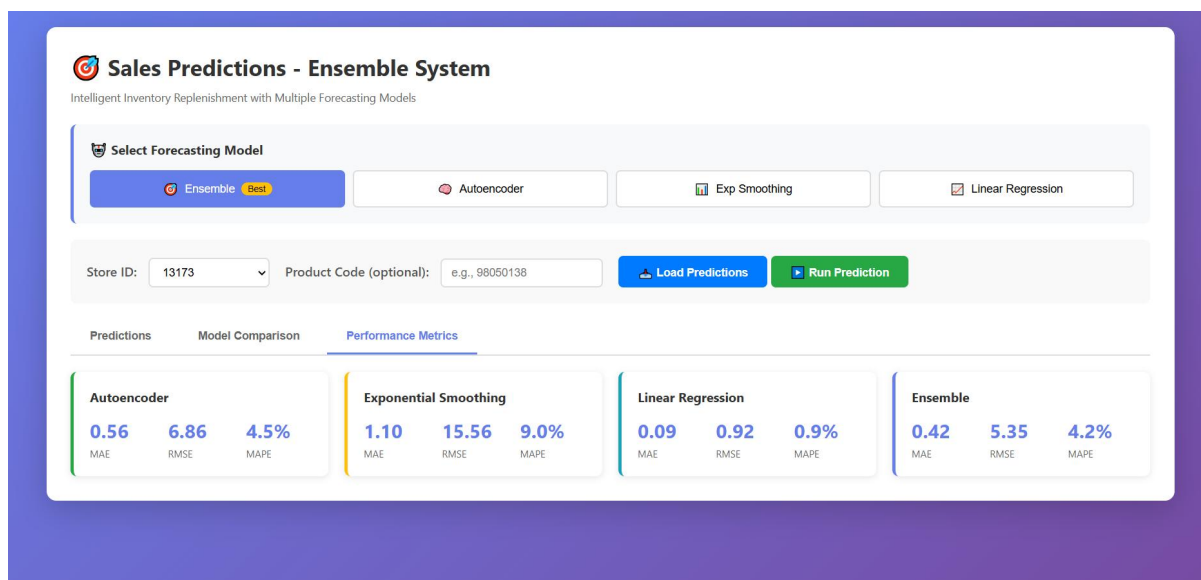 Sales Predictions - Ensemble System
Intelligent Inventory Replenishment with Multiple Forecasting Models
Select Forecasting Model
Ensemble Best Autoencoder Exp Smoothing Linear Regression
Store ID: 13173 Product Code (optional): e.g., 98050138 Load Predictions Run Prediction
Predictions Model Comparison Performance Metrics
Autoencoder Exponential Smoothing Linear Regression Ensemble
0.56 6.86 4.5% 1.10 15.56 9.0% 0.09 0.92 0.9% 0.42 5.35 4.2%
MAE RMSE MAPE MAE RMSE MAPE MAE RMSE MAPE MAE RMSE MAPE